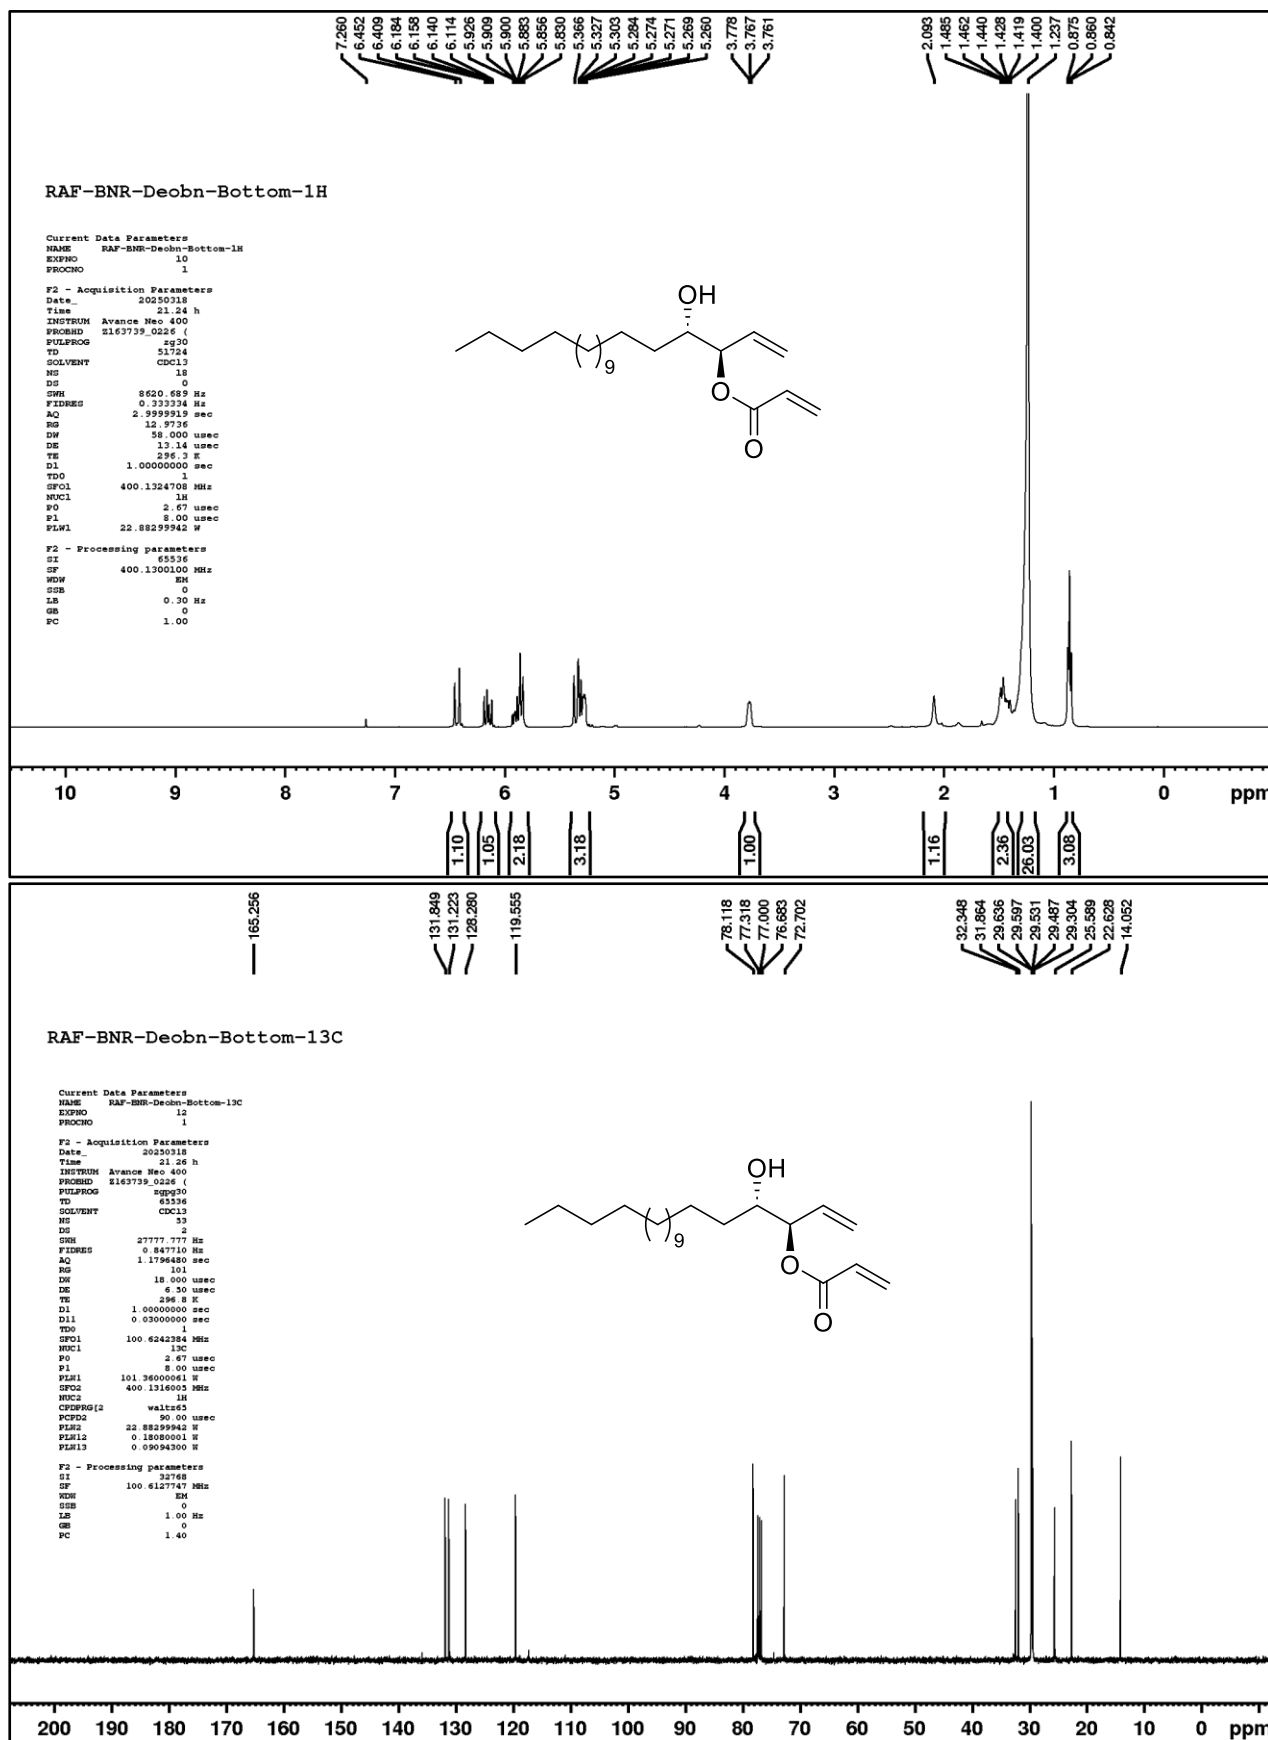 7.260 6.452 6.409 6.184 6.158 6.140 6.114 5.926 5.909 5.900 5.883 5.856 5.830 5.366 5.327 5.303 5.284 5.274 5.271 5.269 5.260 3.778 3.767 3.761 2.093 1.485 1.462 1.440 1.428 1.419 1.400 1.237 0.875 0.860 0.842
RAF-BNR-Deobn-Bottom-1H
Current Data Parameters
NAME RAF-BNR-Deobn-Bottom-1H
EXPNO 10
PROCNO 1
F2 - Acquisition Parameters
Date_ 20250318
Time 21.24 h
INSTRUM Avance Neo 400
PROBHD Z163739_0226 (
PULPROG zg30
TD 51724
SOLVENT CDCl3
NS 18
DS 0
SWH 8620.689 Hz
FIDRES 0.333334 Hz
AQ 2.9999919 sec
RG 12.9736
DW 58.000 usec
DE 13.14 usec
TE 296.3 K
D1 1.00000000 sec
TD0 1
SFO1 400.1324708 MHz
NUC1 1H
P0 2.67 usec
P1 8.00 usec
PLW1 22.88299942 W
F2 - Processing parameters
SI 65536
SF 400.1300100 MHz
WDW EM
SSB 0
LB 0.30 Hz
GB 0
PC 1.00
OH
9
O
O
10 9 8 7 6 5 4 3 2 1 0 ppm
1.10 1.05 2.18 3.18 1.00 1.16 2.36 26.03 3.08
165.256 131.849 131.223 128.280 119.555 78.118 77.318 77.000 76.683 72.702 32.348 31.864 29.636 29.597 29.531 29.487 29.304 25.589 22.628 14.052
RAF-BNR-Deobn-Bottom-13C
Current Data Parameters
NAME RAF-BNR-Deobn-Bottom-13C
EXPNO 12
PROCNO 1
F2 - Acquisition Parameters
Date_ 20250318
Time 21.26 h
INSTRUM Avance Neo 400
PROBHD Z163739_0226 (
PULPROG zgpg30
TD 65536
SOLVENT CDCl3
NS 53
DS 2
SWH 27777.777 Hz
FIDRES 0.847710 Hz
AQ 1.1796480 sec
RG 101
DW 18.000 usec
DE 6.50 usec
TE 296.8 K
D1 1.00000000 sec
D11 0.03000000 sec
TD0 1
SFO1 100.6242384 MHz
NUC1 13C
P0 2.67 usec
P1 8.00 usec
PLW1 101.36000061 W
SFO2 400.1316005 MHz
NUC2 1H
CPDPRG[2 waltz65
PCPD2 90.00 usec
PLW2 22.88299942 W
PLW12 0.18080001 W
PLW13 0.09094300 W
F2 - Processing parameters
SI 32768
SF 100.6127747 MHz
WDW EM
SSB 0
LB 1.00 Hz
GB 0
PC 1.40
OH
9
O
O
200 190 180 170 160 150 140 130 120 110 100 90 80 70 60 50 40 30 20 10 0 ppm